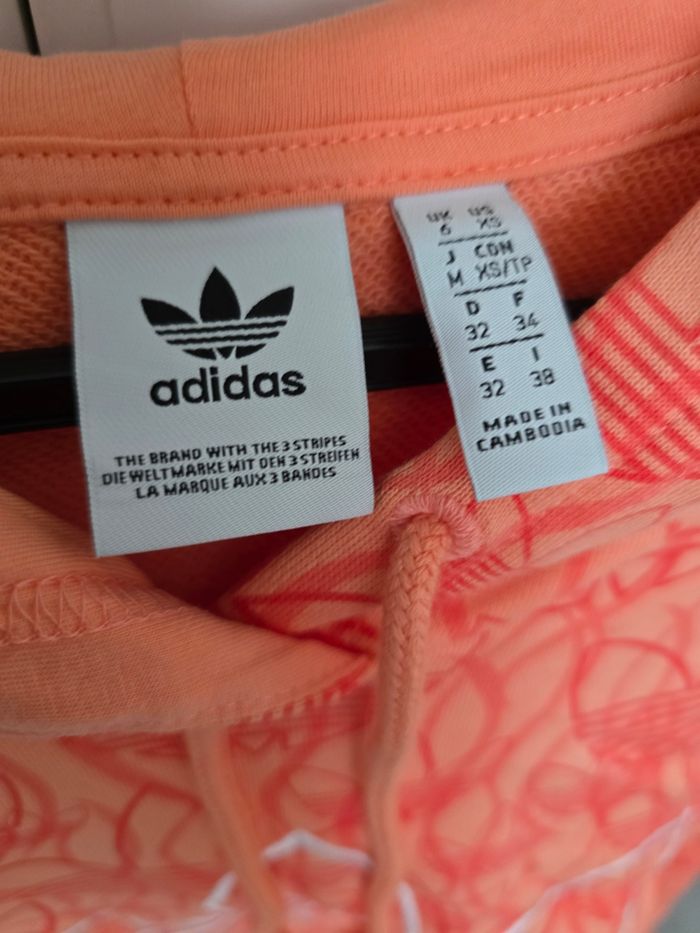 adidas
THE BRAND WITH THE 3 STRIPES
DIE WELTMARKE MIT DEN 3 STREIFEN
LA MARQUE AUX 3 BANDES
UK US
6 XS
J CDN
M XS/TP
D F
32 34
E I
32 38
MADE IN
CAMBODIA